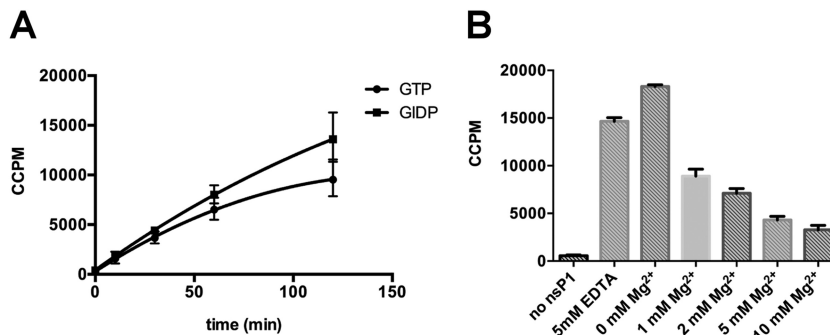 A
20000
15000
10000
5000
0
CCPM
0
50
100
150
time (min)
GTP
GIDP
B
20000
15000
10000
5000
0
CCPM
no nsP1
5mM EDTA
0 mM Mg²⁺
1 mM Mg²⁺
2 mM Mg²⁺
5 mM Mg²⁺
10 mM Mg²⁺